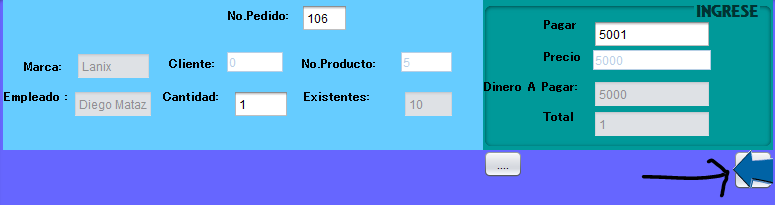 INGRESE
No.Pedido: 106
Pagar 5001
Marca: Lanix Cliente: 0 No.Producto: 5
Precio 5000
Empleado : Diego Mataz Cantidad: 1 Existentes: 10
Dinero A Pagar: 5000
Total 1
....